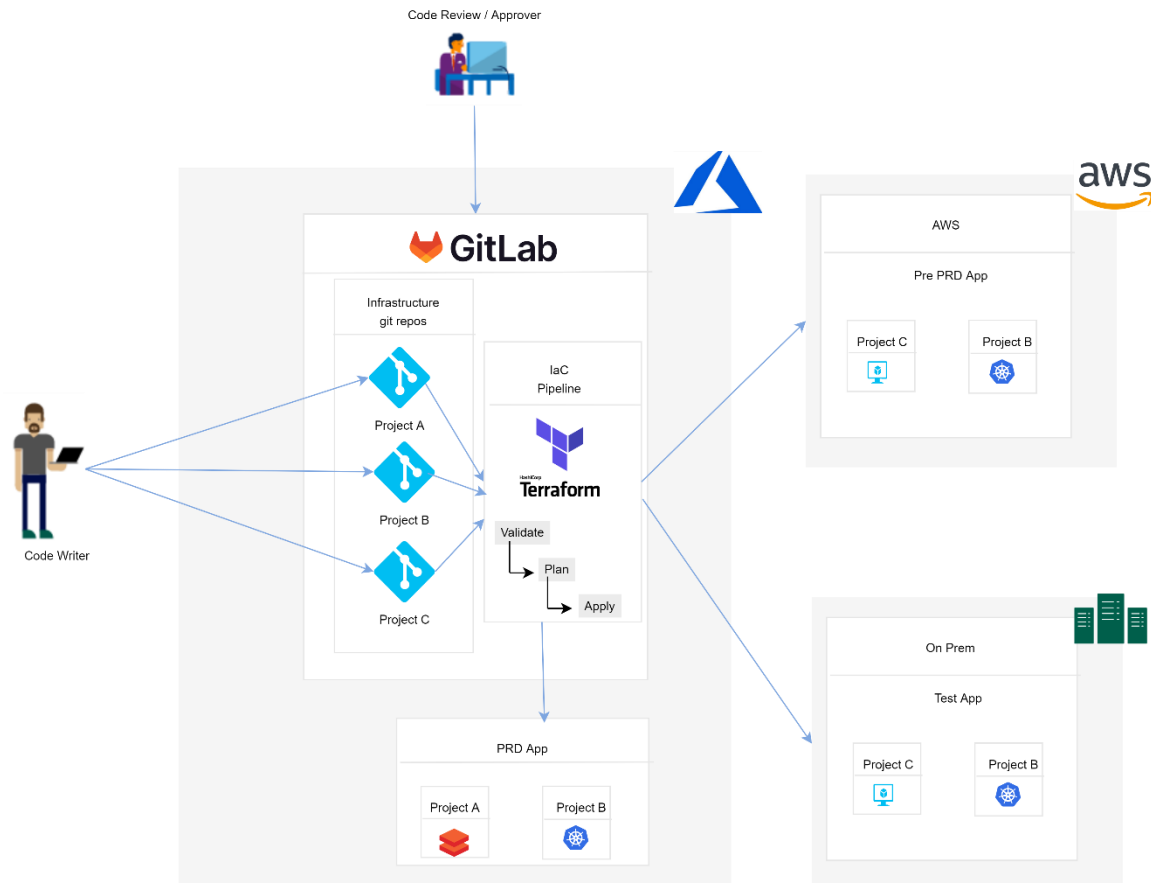 Code Review / Approver
aws
GitLab
AWS
Infrastructure
git repos
Pre PRD App
Project C
Project B
IaC
Pipeline
Project A
HashiCorp
Terraform
Project B
Validate
Code Writer
Plan
Apply
Project C
On Prem
Test App
PRD App
Project C
Project B
Project A
Project B